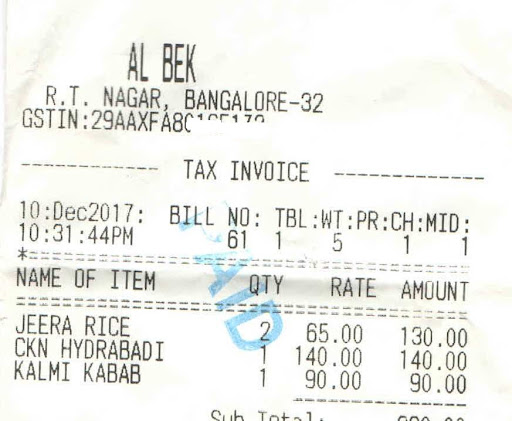 AL BEK
R.T. NAGAR, BANGALORE-32
TAX INVOICE
10:Dec2017: BILL NO: TBL:WT:PR:CH:MID:
10:31:44PM 61 1 5 1 1
NAME OF ITEM QTY RATE AMOUNT
JEERA RICE 2 65.00 130.00
CKN HYDRABADI 1 140.00 140.00
KALMI KABAB 1 90.00 90.00
Sub Total:
PAID